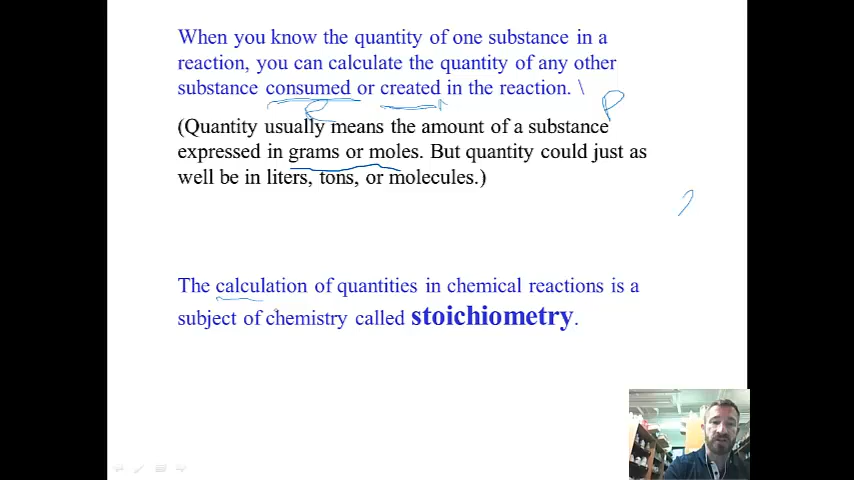 When you know the quantity of one substance in a
reaction, you can calculate the quantity of any other
substance consumed or created in the reaction. \
R
P
(Quantity usually means the amount of a substance
expressed in grams or moles. But quantity could just as
well be in liters, tons, or molecules.)
The calculation of quantities in chemical reactions is a
subject of chemistry called stoichiometry.